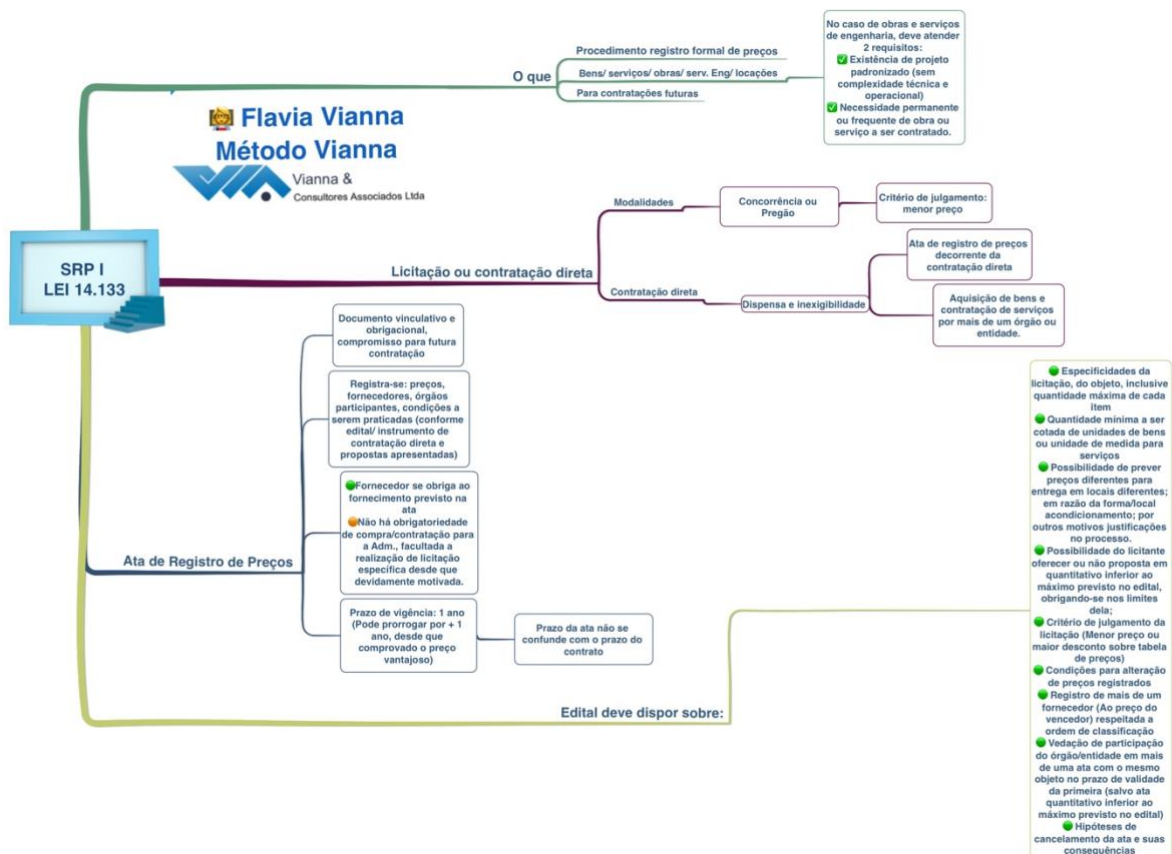 Flavia Vianna
Método Vianna
Vianna &
Consultores Associados Ltda
SRP I
LEI 14.133
O que
Procedimento registro formal de preços
Bens/ serviços/ obras/ serv. Eng/ locações
Para contratações futuras
No caso de obras e serviços
de engenharia, deve atender
2 requisitos:
Existência de projeto
padronizado (sem
complexidade técnica e
operacional)
Necessidade permanente
ou frequente de obra ou
serviço a ser contratado.
Licitação ou contratação direta
Modalidades
Concorrência ou
Pregão
Critério de julgamento:
menor preço
Contratação direta
Dispensa e inexigibilidade
Ata de registro de preços
decorrente da
contratação direta
Aquisição de bens e
contratação de serviços
por mais de um órgão ou
entidade.
Ata de Registro de Preços
Documento vinculativo e
obrigacional,
compromisso para futura
contratação
Registra-se: preços,
fornecedores, órgãos
participantes, condições a
serem praticadas (conforme
edital/ instrumento de
contratação direta e
propostas apresentadas)
Fornecedor se obriga ao
fornecimento previsto na
ata
Não há obrigatoriedade
de compra/contratação para
a Adm., facultada a
realização de licitação
específica desde que
devidamente motivada.
Prazo de vigência: 1 ano
(Pode prorrogar por + 1
ano, desde que
comprovado o preço
vantajoso)
Prazo da ata não se
confunde com o prazo do
contrato
Edital deve dispor sobre:
Especificidades da
licitação, do objeto, inclusive
quantidade máxima de cada
item
Quantidade mínima a ser
cotada de unidades de bens
ou unidade de medida para
serviços
Possibilidade de prever
preços diferentes para
entrega em locais diferentes;
em razão da forma/local
acondicionamento; por
outros motivos justificações
no processo.
Possibilidade do licitante
oferecer ou não proposta em
quantitativo inferior ao
máximo previsto no edital,
obrigando-se nos limites
dela;
Critério de julgamento da
licitação (Menor preço ou
maior desconto sobre tabela
de preços)
Condições para alteração
de preços registrados
Registro de mais de um
fornecedor (Ao preço do
vencedor) respeitada a
ordem de classificação
Vedação de participação
do órgão/entidade em mais
de uma ata com o mesmo
objeto no prazo de validade
da primeira (salvo ata
quantitativo inferior ao
máximo previsto no edital)
Hipóteses de
cancelamento da ata e suas
consequências